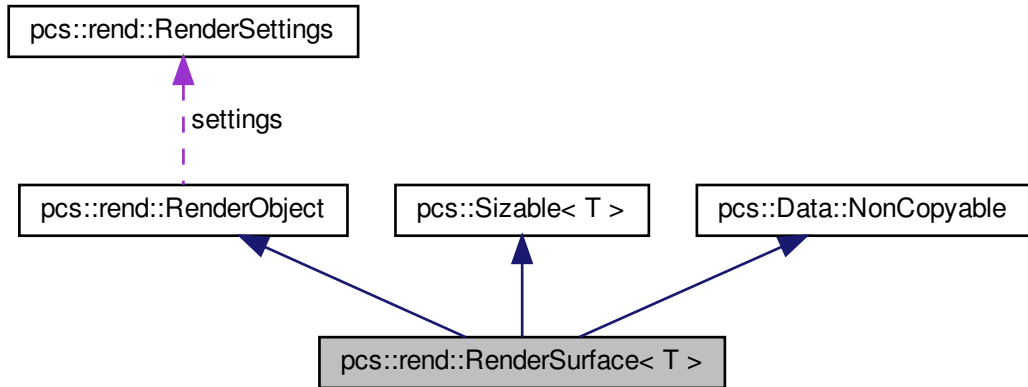 pcs::rend::RenderSettings
settings
pcs::rend::RenderObject
pcs::Sizable< T >
pcs::Data::NonCopyable
pcs::rend::RenderSurface< T >